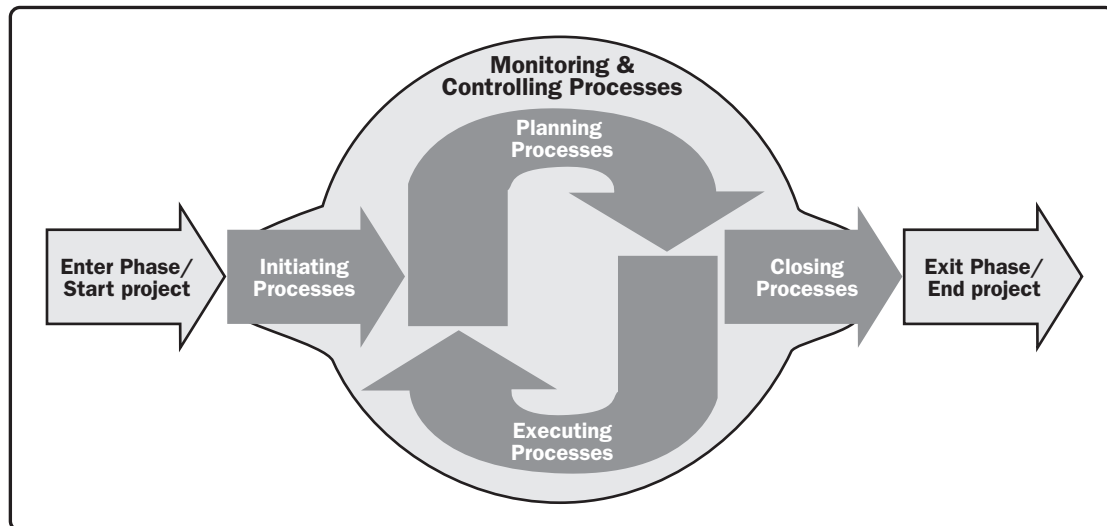 Monitoring &
Controlling Processes
Planning
Processes
Enter Phase/
Start project
Initiating
Processes
Closing
Processes
Exit Phase/
End project
Executing
Processes